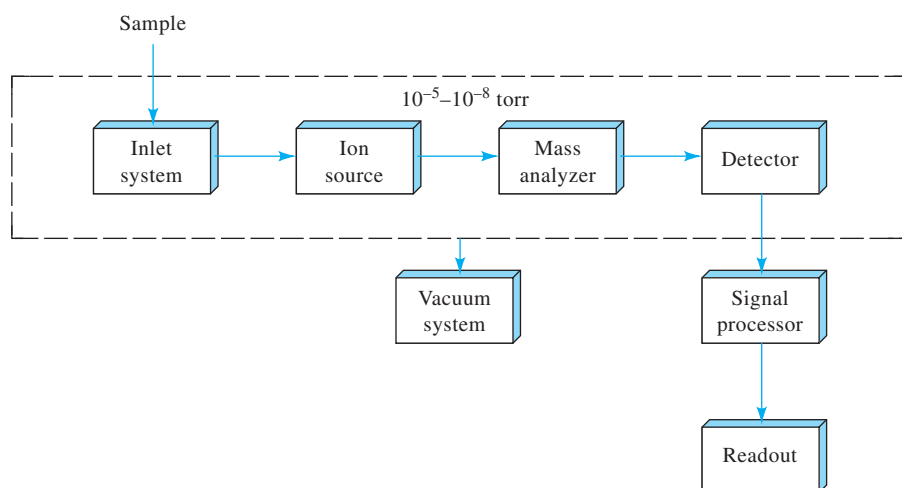 Sample
10⁻⁵–10⁻⁸ torr
Inlet
system
Ion
source
Mass
analyzer
Detector
Vacuum
system
Signal
processor
Readout